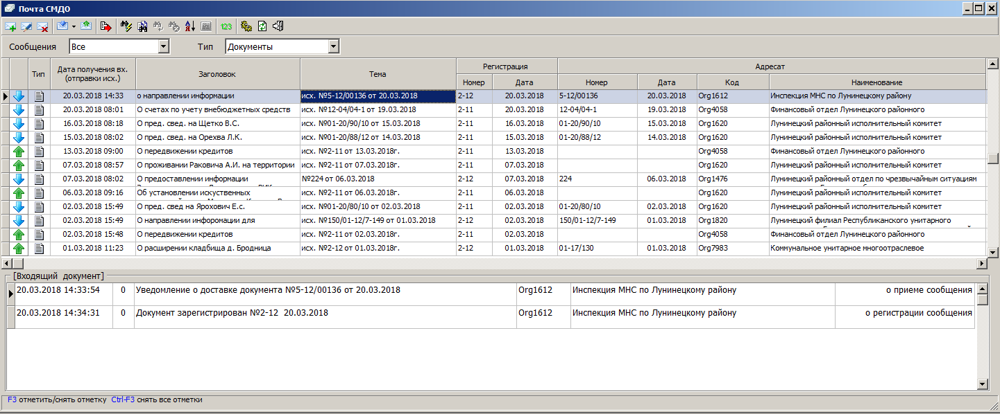 Почта СМДО
123
Сообщения Все Тип Документы
Тип Дата получения вх. (отправки исх.) Заголовок Тема Регистрация Адресат
Номер Дата Номер Дата Код Наименование
20.03.2018 14:33 о направлении информации исх. №5-12/00136 от 20.03.2018 2-12 20.03.2018 5-12/00136 20.03.2018 Org1612 Инспекция МНС по Лунинецкому району
20.03.2018 08:01 О счетах по учету внебюджетных средств исх. №12-04/04-1 от 19.03.2018 2-11 20.03.2018 12-04/04-1 19.03.2018 Org4058 Финансовый отдел Лунинецкого районного
16.03.2018 08:18 О пред. свед. на Щетко В.С. исх. №01-20/90/10 от 15.03.2018 2-11 16.03.2018 01-20/90/10 15.03.2018 Org1620 Лунинецкий районный исполнительный комитет
15.03.2018 08:02 О пред. свед. на Орехва Л.К. исх. №01-20/88/12 от 14.03.2018 2-11 15.03.2018 01-20/88/12 14.03.2018 Org1620 Лунинецкий районный исполнительный комитет
13.03.2018 09:00 О передвижении кредитов исх. №2-11 от 13.03.2018г. 2-11 13.03.2018 Org4058 Финансовый отдел Лунинецкого районного
07.03.2018 08:57 О проживании Раковича А.И. на территории исх. №2-11 от 07.03.2018г. 2-11 07.03.2018 Org1620 Лунинецкий районный исполнительный комитет
07.03.2018 08:02 О предоставлении информации №224 от 06.03.2018 2-12 07.03.2018 224 06.03.2018 Org1476 Лунинецкий районный отдел по чрезвычайным ситуациям
06.03.2018 09:16 Об установлении искуственных исх. №2-11 от 06.03.2018г. 2-11 06.03.2018 Org1620 Лунинецкий районный исполнительный комитет
02.03.2018 15:49 О пред. свед на Ярохович Е.с. исх. №01-20/80/10 от 02.03.2018 2-11 02.03.2018 01-20/80/10 02.03.2018 Org1620 Лунинецкий районный исполнительный комитет
02.03.2018 15:49 О направлении инфоромации для исх. №150/01-12/7-149 от 01.03.2018 2-12 02.03.2018 150/01-12/7-149 01.03.2018 Org1820 Лунинецкий филиал Республиканского унитарного
02.03.2018 15:48 О передвижении кредитов исх. №2-11 от 02.03.2018г. 2-11 02.03.2018 Org4058 Финансовый отдел Лунинецкого районного
01.03.2018 11:23 О расширении кладбища д. Бродница исх. №2-12 от 01.03.2018г. 2-12 01.03.2018 01-17/130 01.03.2018 Org7983 Коммунальное унитарное многоотраслевое
[Входящий документ]
20.03.2018 14:33:54 0 Уведомление о доставке документа №5-12/00136 от 20.03.2018 Org1612 Инспекция МНС по Лунинецкому району о приеме сообщения
20.03.2018 14:34:31 0 Документ зарегистрирован №2-12 20.03.2018 Org1612 Инспекция МНС по Лунинецкому району о регистрации сообщения
F3 отметить/снять отметку Ctrl-F3 снять все отметки